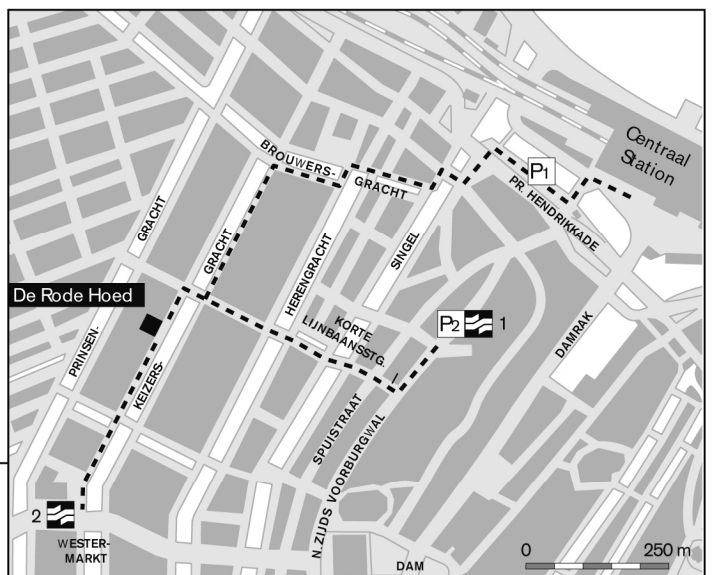 Centraal
Station
P1
PR. HENDRIKKADE
BROUWERS-
GRACHT
GRACHT
GRACHT
HERENGRACHT
SINGEL
De Rode Hoed
PRINSEN-
KEIZERS-
KORTE
LIJNBAANSSTG.
P2 1
DAMRAK
SPUISTRAAT
N.ZIJDS VOORBURGWAL
2
WESTER-
MARKT
DAM
0 250 m